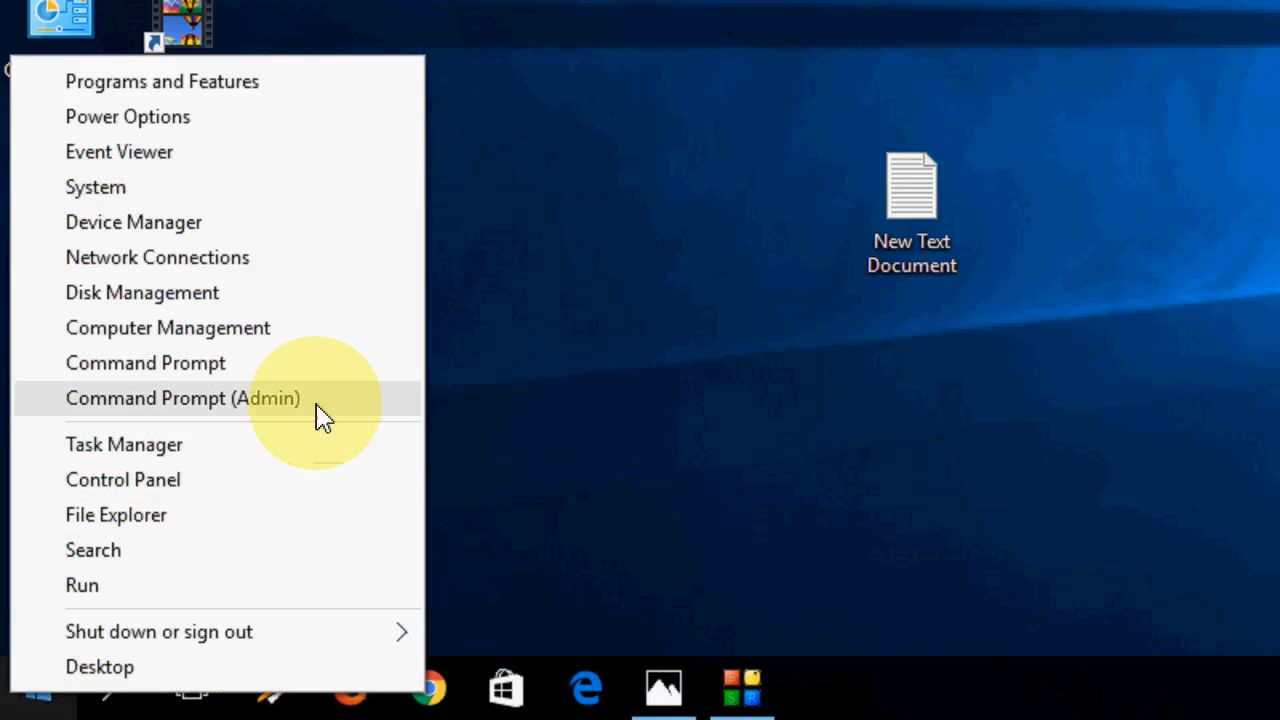 Programs and Features
Power Options
Event Viewer
System
Device Manager
Network Connections
Disk Management
Computer Management
Command Prompt
Command Prompt (Admin)
Task Manager
Control Panel
File Explorer
Search
Run
Shut down or sign out
Desktop
New Text
Document